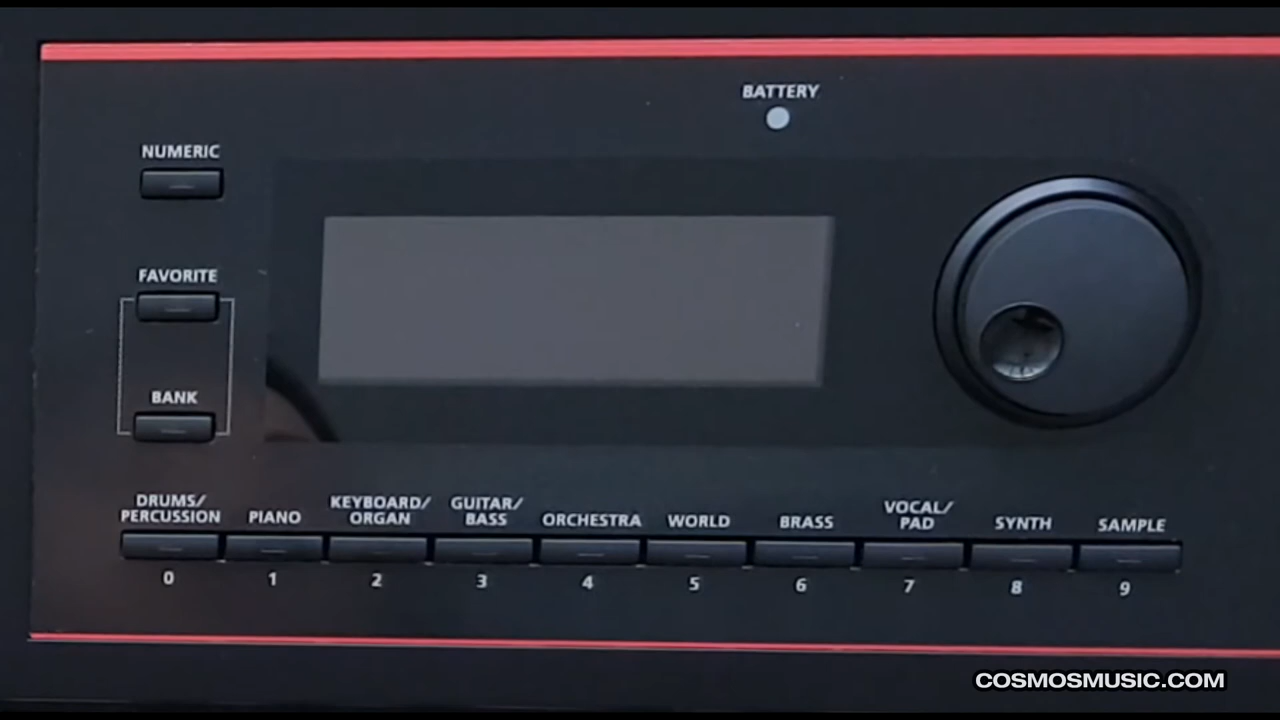 BATTERY
NUMERIC
FAVORITE
BANK
DRUMS/
PERCUSSION
PIANO
KEYBOARD/
ORGAN
GUITAR/
BASS
ORCHESTRA
WORLD
BRASS
VOCAL/
PAD
SYNTH
SAMPLE
0 1 2 3 4 5 6 7 8 9
COSMOSMUSIC.COM